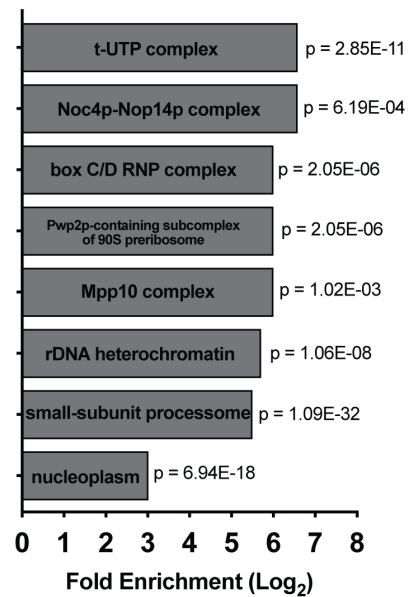 t-UTP complex p = 2.85E-11
Noc4p-Nop14p complex p = 6.19E-04
box C/D RNP complex p = 2.05E-06
Pwp2p-containing subcomplex
of 90S preribosome p = 2.05E-06
Mpp10 complex p = 1.02E-03
rDNA heterochromatin p = 1.06E-08
small-subunit processome p = 1.09E-32
nucleoplasm p = 6.94E-18
0 1 2 3 4 5 6 7 8
Fold Enrichment (Log2)